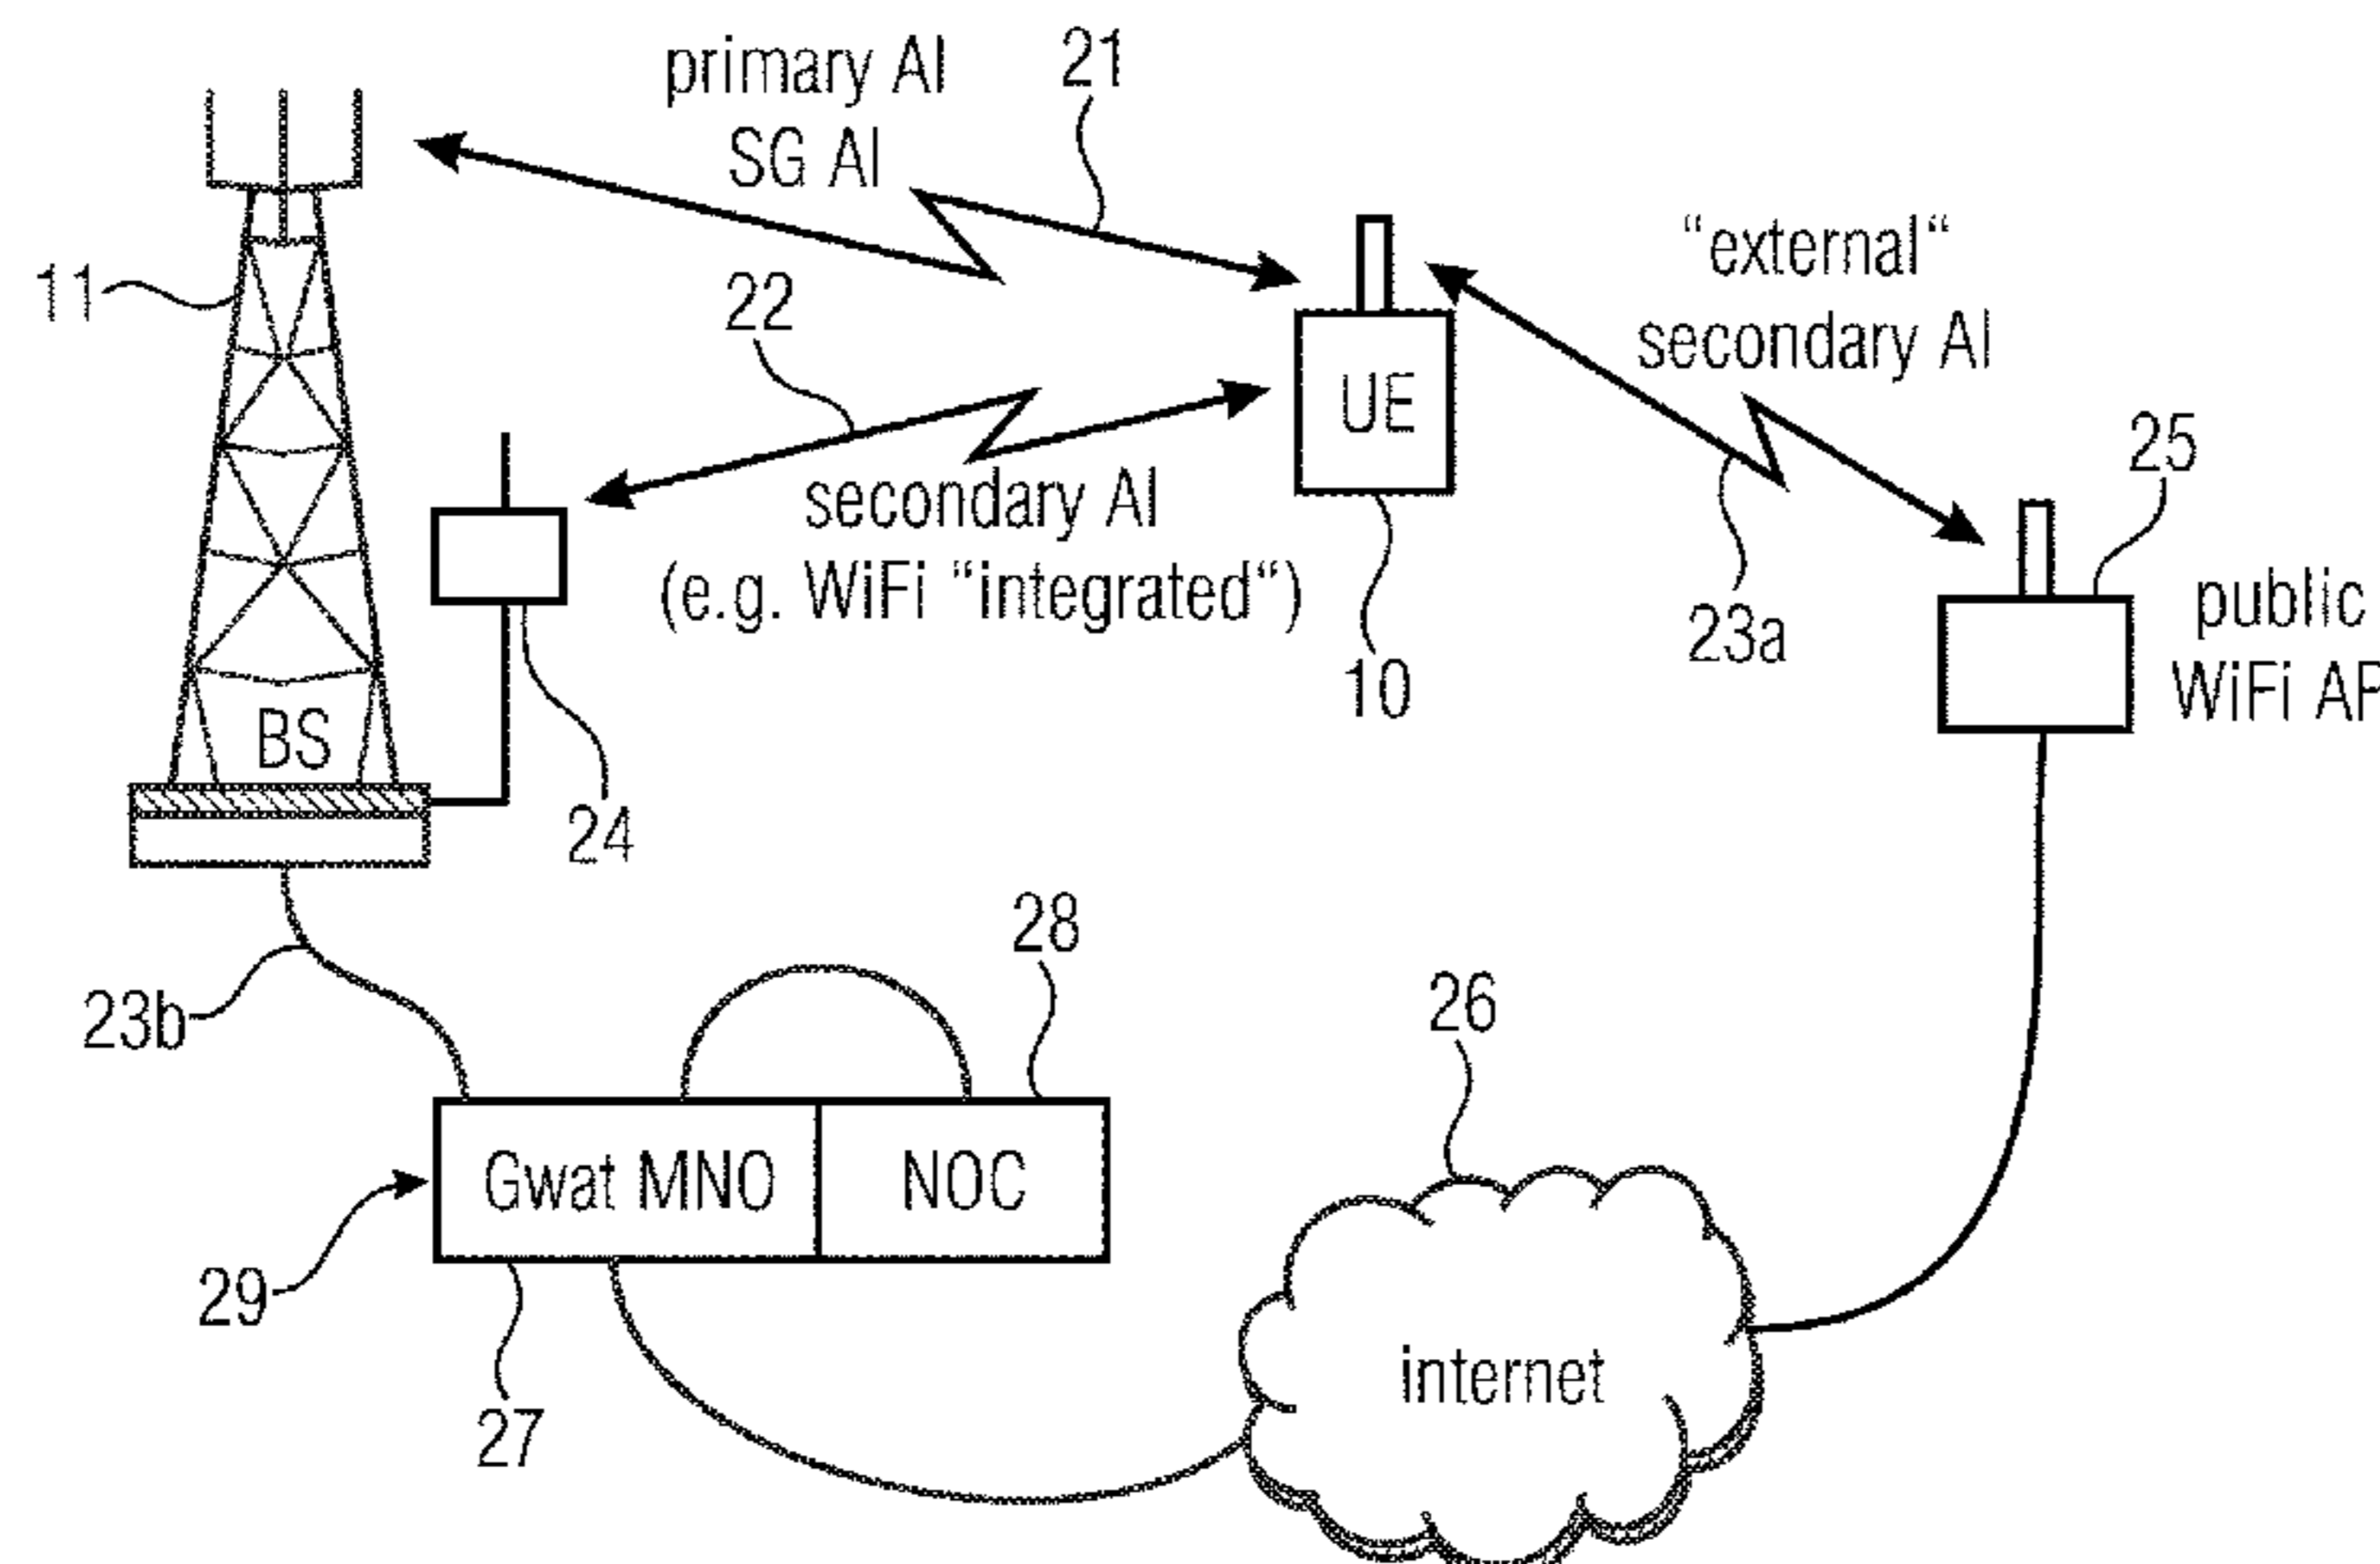 primary AI
SG AI
21
11
22
"external"
secondary AI
UE
secondary AI
(e.g. WiFi "integrated")
25
23a
10
public
WiFi AP
BS
24
28
23b
26
Gwat MNO
NOC
29
27
internet